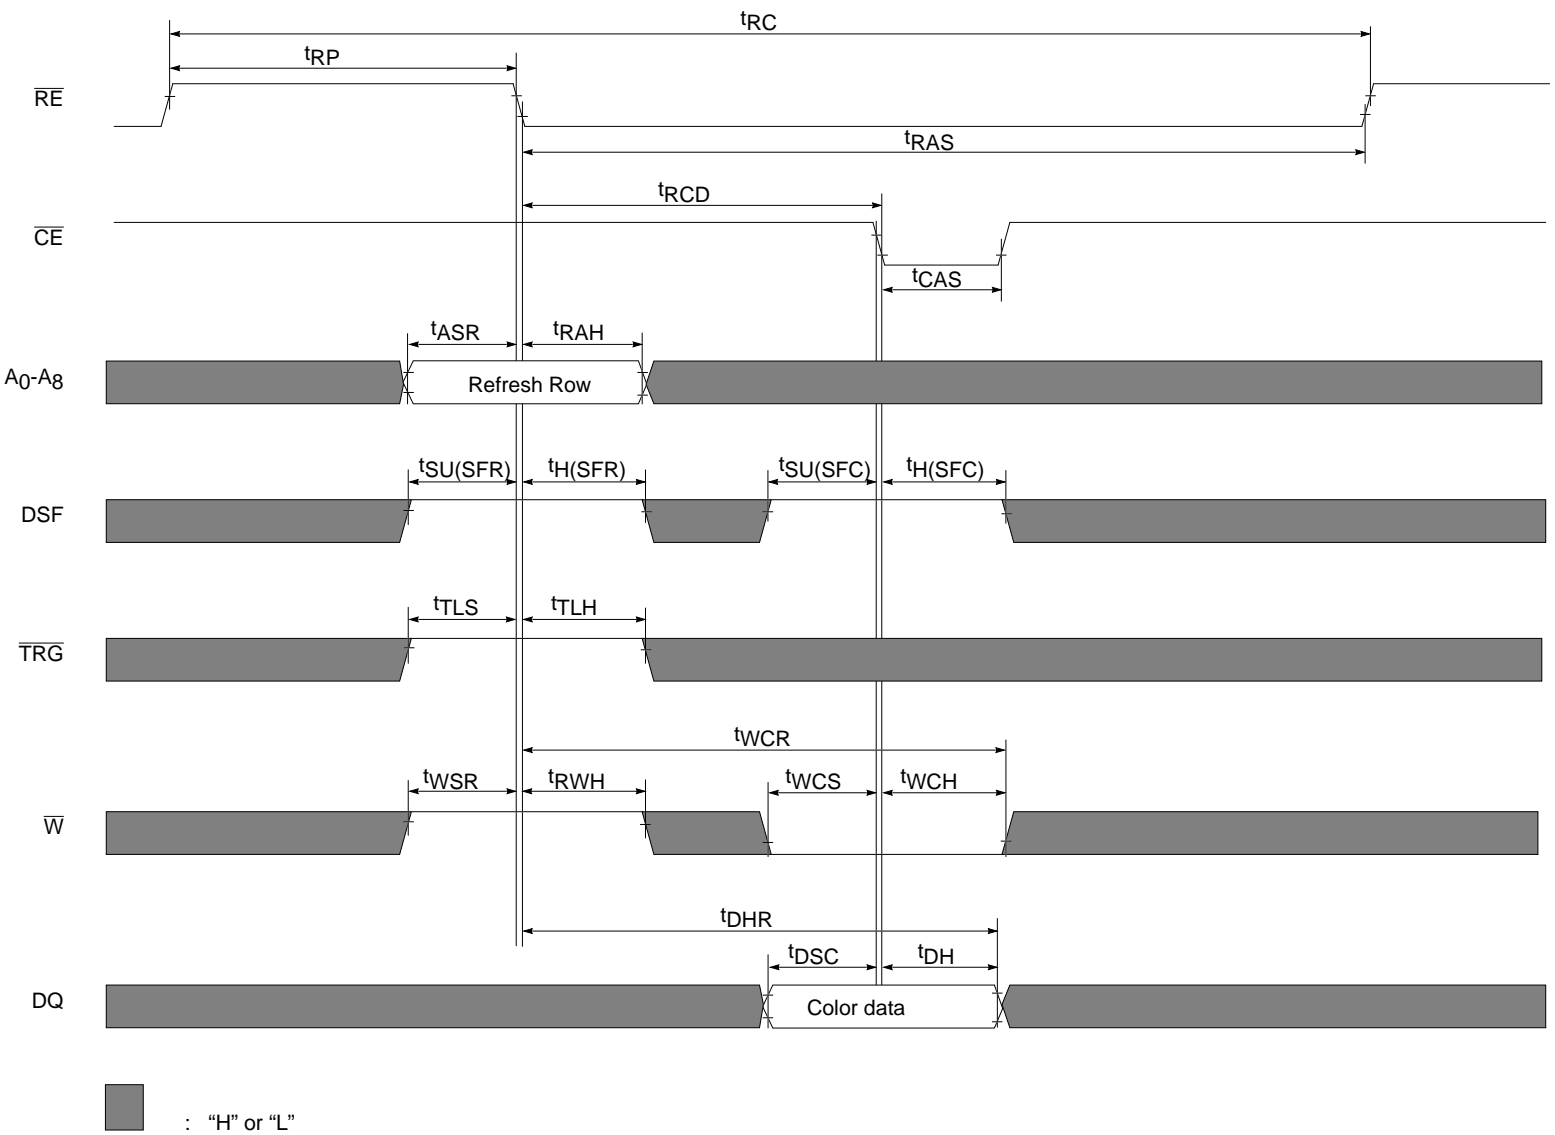 tRC
tRP
RE
tRAS
tRCD
CE
tCAS
tASR tRAH
A0-A8 Refresh Row
tSU(SFR) tH(SFR) tSU(SFC) tH(SFC)
DSF
tTLS tTLH
TRG
tWCR
tWSR tRWH tWCS tWCH
W
tDHR
tDSC tDH
DQ Color data
: “H” or “L”